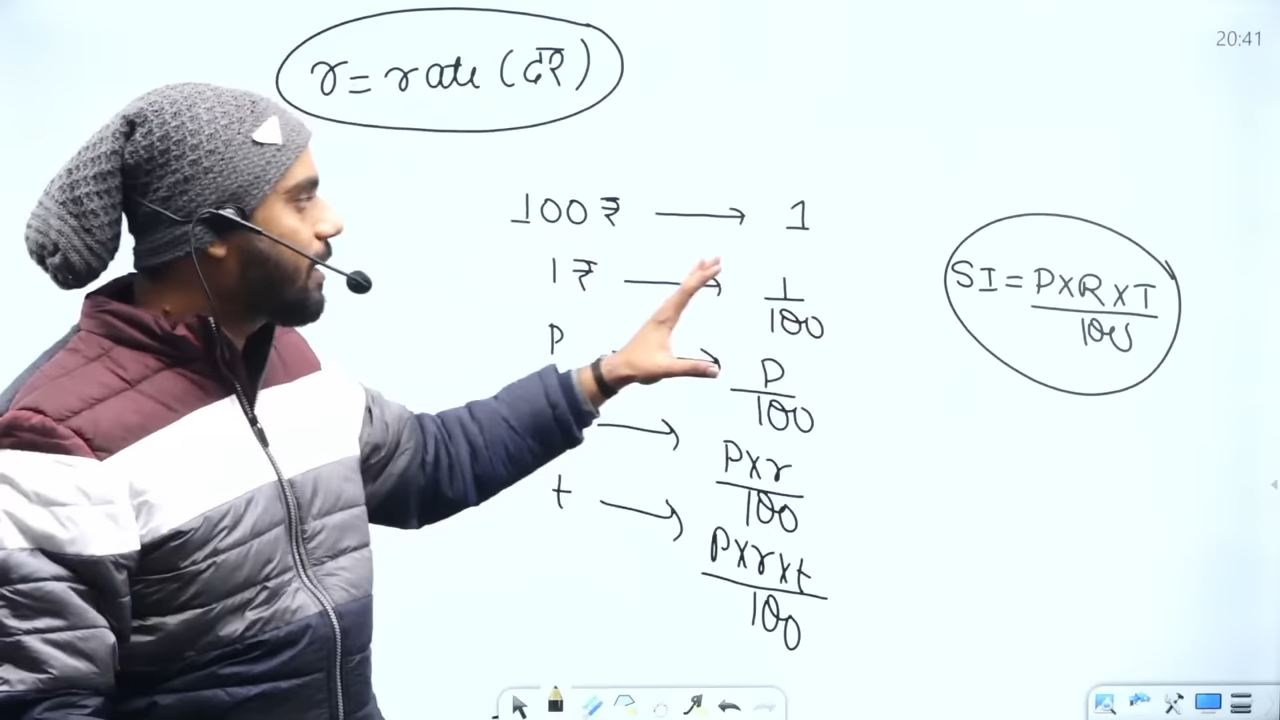 20:41
r = rate (दर)
100 ₹ → 1
1 ₹ → 1/100
P → P/100
→ P×r/100
t → P×r×t/100
SI = P×R×T/100